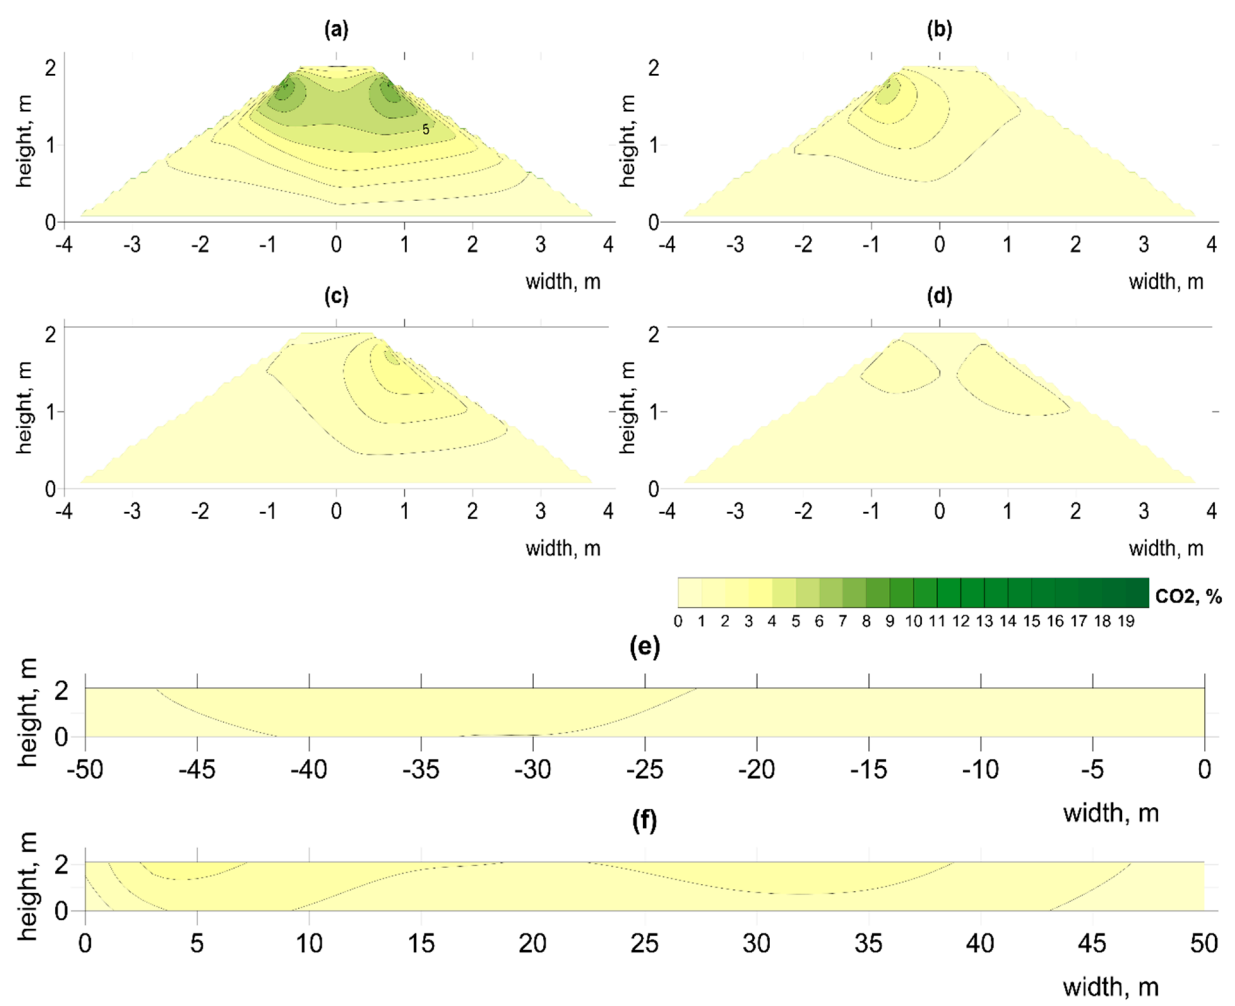 (a) (b)
height, m 2 1 0 5
-4 -3 -2 -1 0 1 2 3 4
width, m
height, m 2 1 0
-4 -3 -2 -1 0 1 2 3 4
width, m
(c) (d)
height, m 2 1 0
-4 -3 -2 -1 0 1 2 3 4
width, m
height, m 2 1 0
-4 -3 -2 -1 0 1 2 3 4
width, m
CO2, %
0 1 2 3 4 5 6 7 8 9 10 11 12 13 14 15 16 17 18 19
(e)
height, m 2 0
-50 -45 -40 -35 -30 -25 -20 -15 -10 -5 0
width, m
(f)
height, m 2 0
0 5 10 15 20 25 30 35 40 45 50
width, m